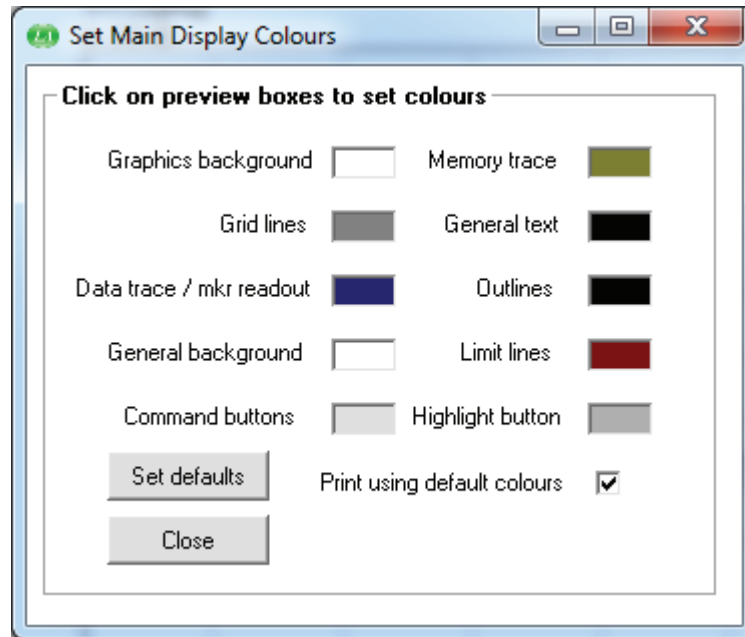 Set Main Display Colours
Click on preview boxes to set colours
Graphics background Memory trace
Grid lines General text
Data trace / mkr readout Outlines
General background Limit lines
Command buttons Highlight button
Set defaults Print using default colours
Close